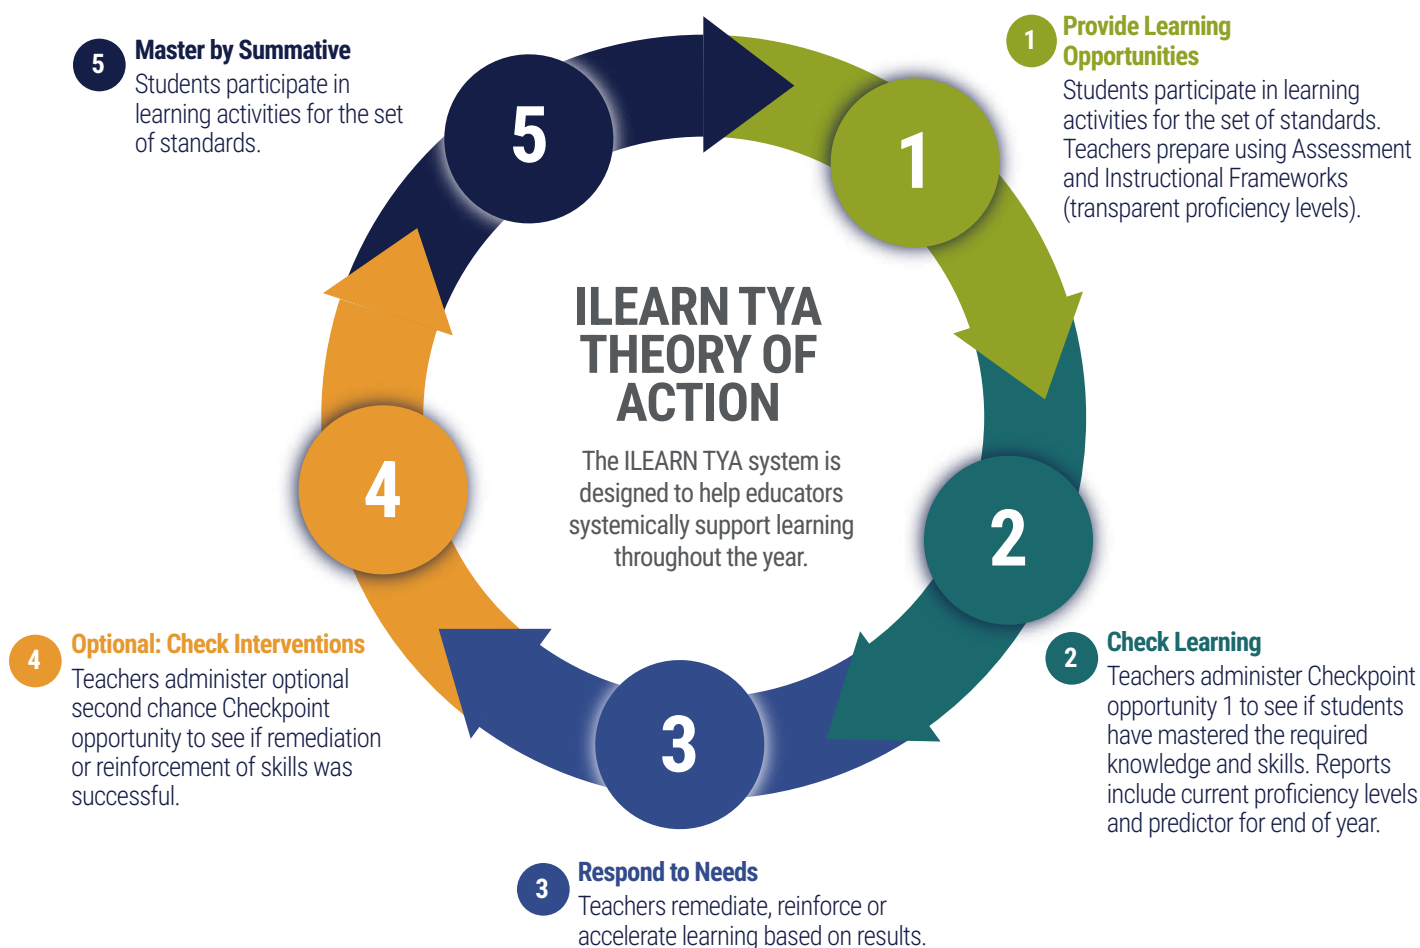 5
Master by Summative
Students participate in
learning activities for the set
of standards.
1
Provide Learning
Opportunities
Students participate in learning
activities for the set of standards.
Teachers prepare using Assessment
and Instructional Frameworks
(transparent proficiency levels).
5
1
ILEARN TYA
THEORY OF
ACTION
The ILEARN TYA system is
designed to help educators
systemically support learning
throughout the year.
4
2
3
4
Optional: Check Interventions
Teachers administer optional
second chance Checkpoint
opportunity to see if remediation
or reinforcement of skills was
successful.
2
Check Learning
Teachers administer Checkpoint
opportunity 1 to see if students
have mastered the required
knowledge and skills. Reports
include current proficiency levels
and predictor for end of year.
3
Respond to Needs
Teachers remediate, reinforce or
accelerate learning based on results.